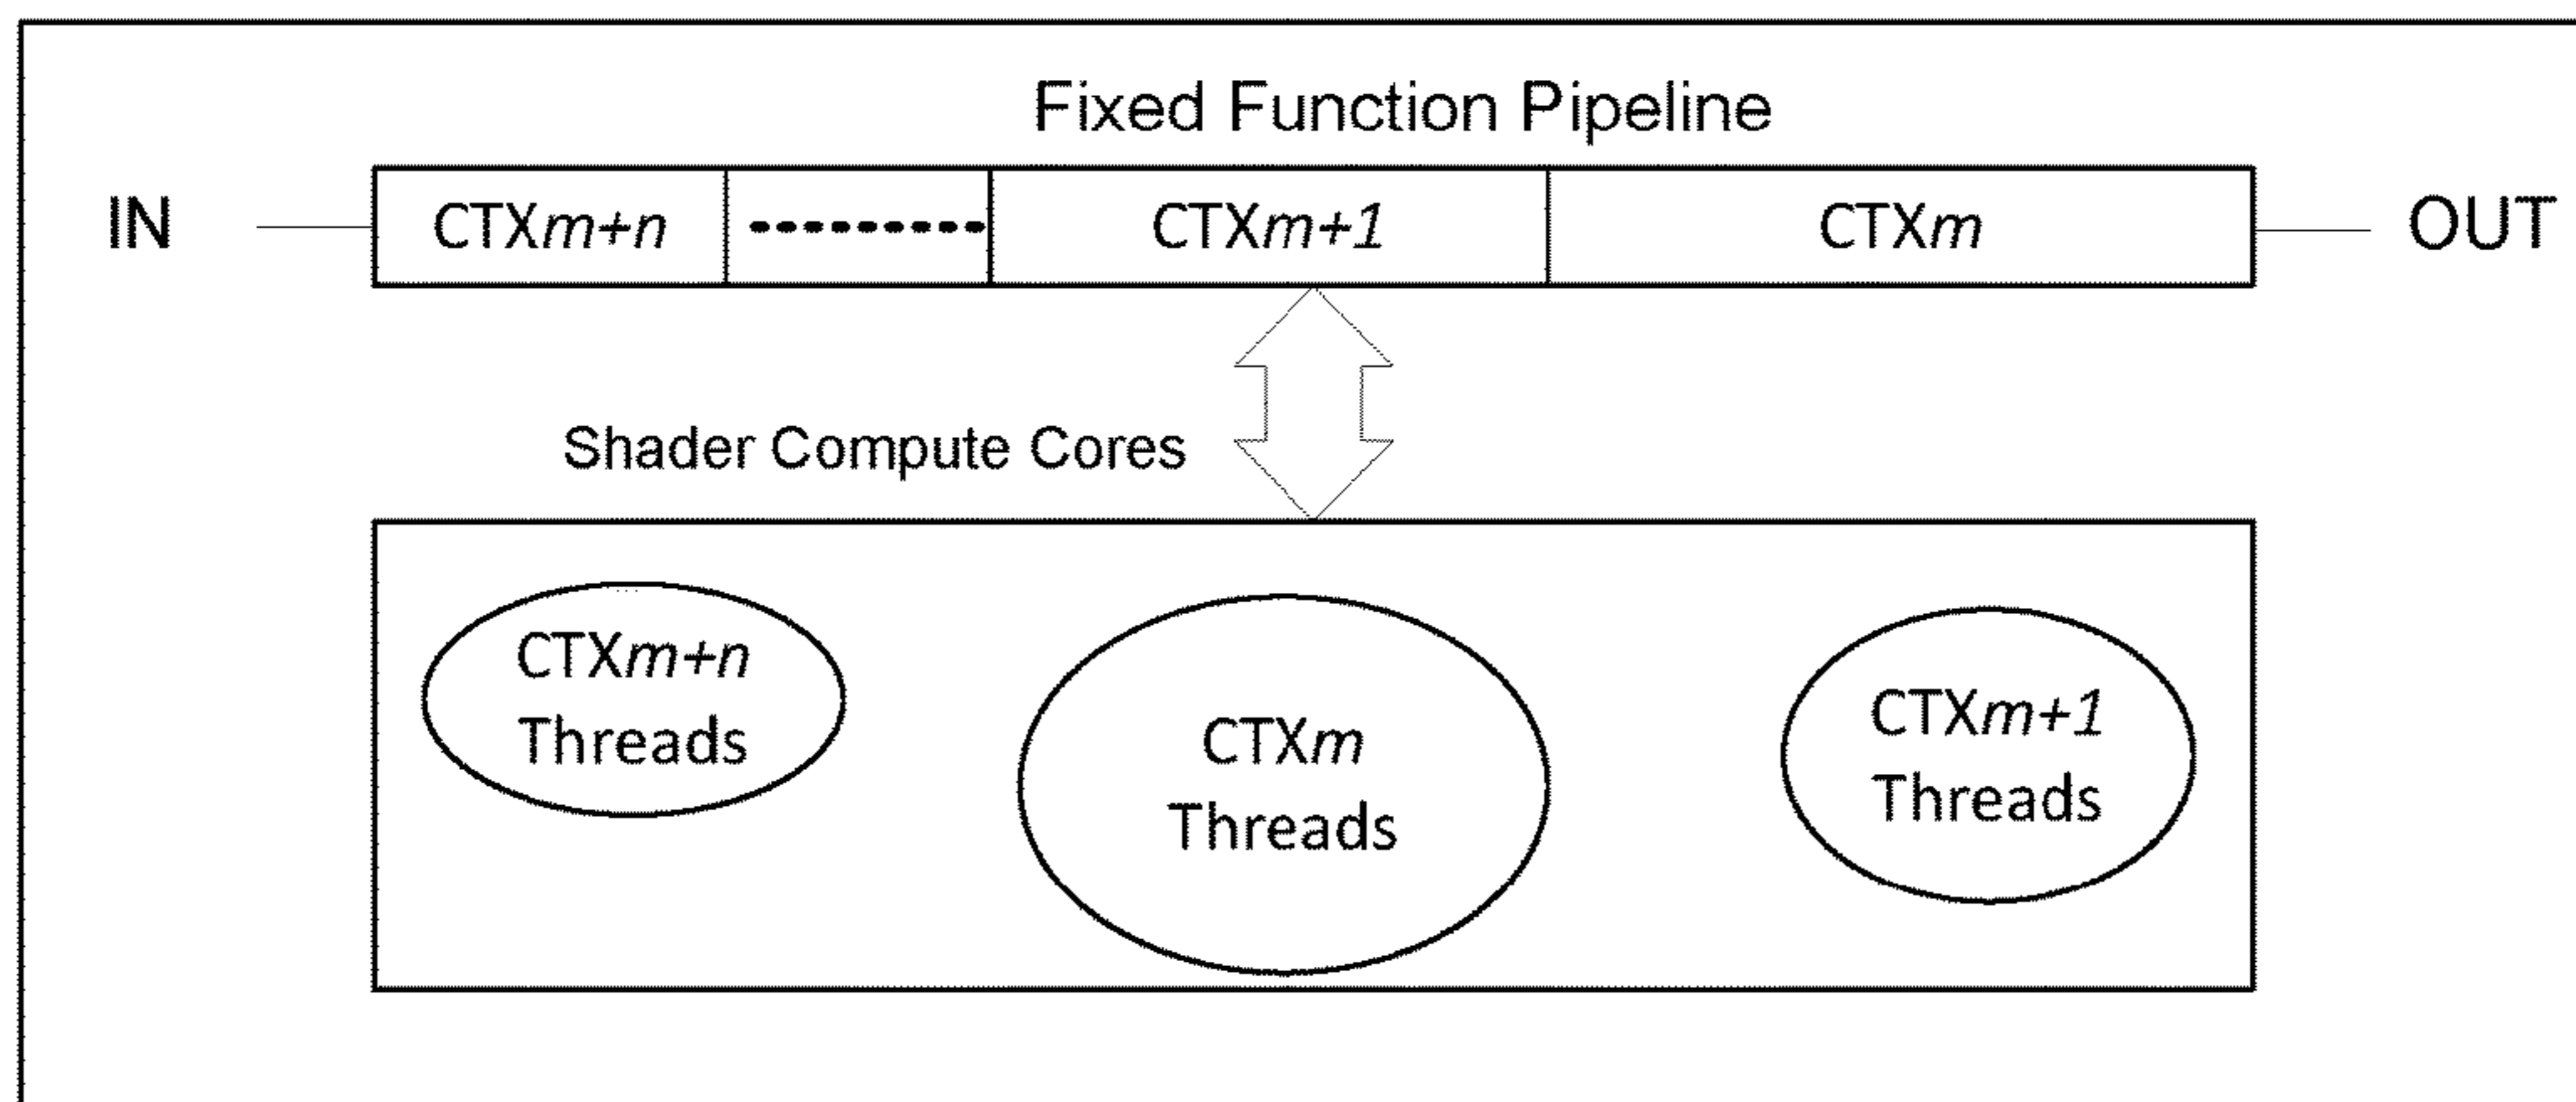 Fixed Function Pipeline
IN
CTXm+n
CTXm+1
CTXm
OUT
Shader Compute Cores
CTXm+n
Threads
CTXm
Threads
CTXm+1
Threads